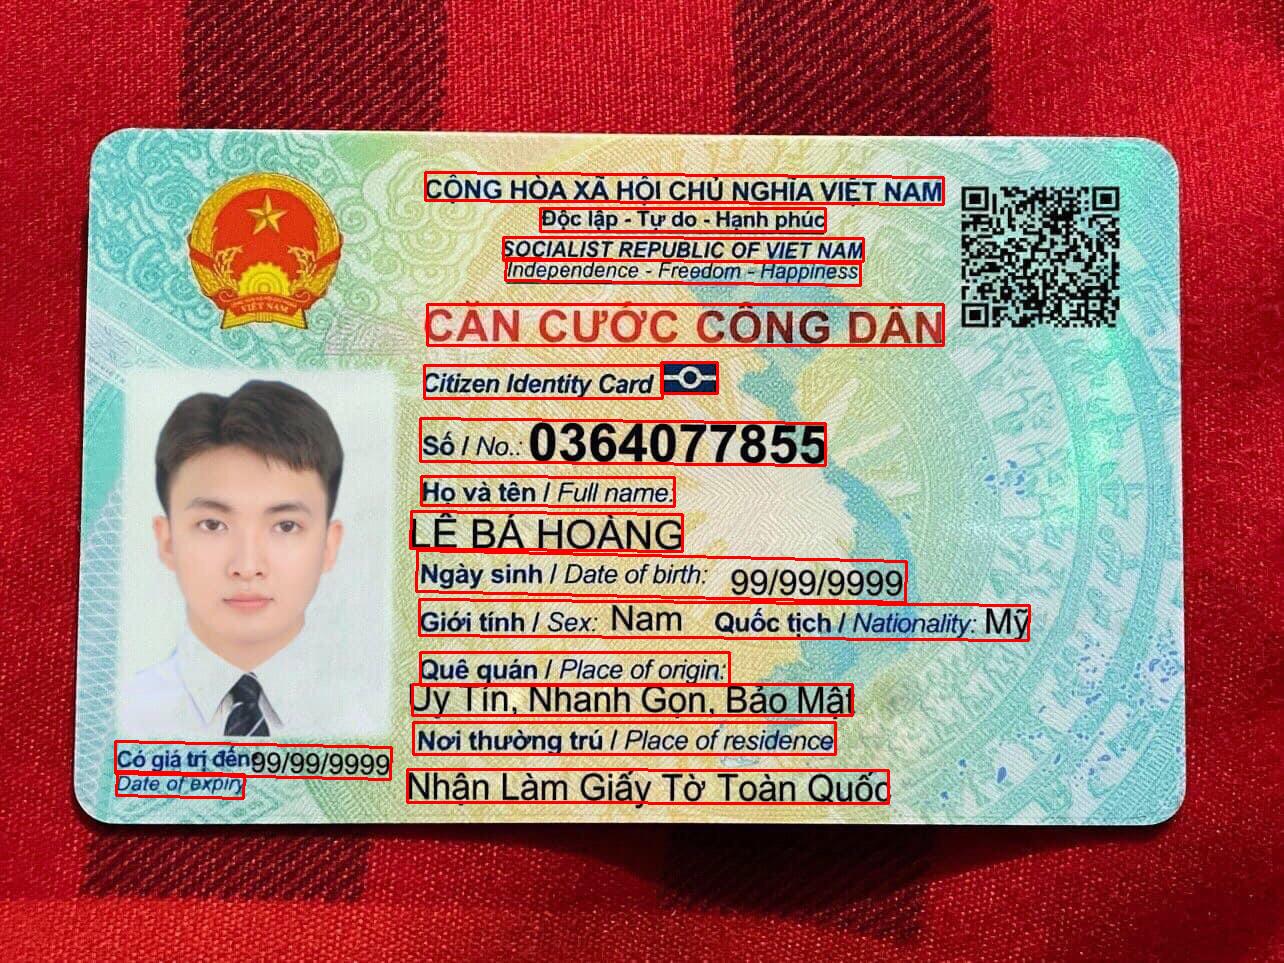 CỘNG HÒA XÃ HỘI CHỦ NGHĨA VIỆT NAM
Độc lập - Tự do - Hạnh phúc
SOCIALIST REPUBLIC OF VIET NAM
Independence - Freedom - Happiness
CĂN CƯỚC CÔNG DÂN
Citizen Identity Card
Số / No.: 0364077855
Họ và tên / Full name:
LÊ BÁ HOÀNG
Ngày sinh / Date of birth: 99/99/9999
Giới tính / Sex: Nam Quốc tịch / Nationality: Mỹ
Quê quán / Place of origin:
Uy Tín, Nhanh Gọn, Bảo Mật
Nơi thường trú / Place of residence
Nhận Làm Giấy Tờ Toàn Quốc
Có giá trị đến: 99/99/9999
Date of expiry
VIỆT NAM